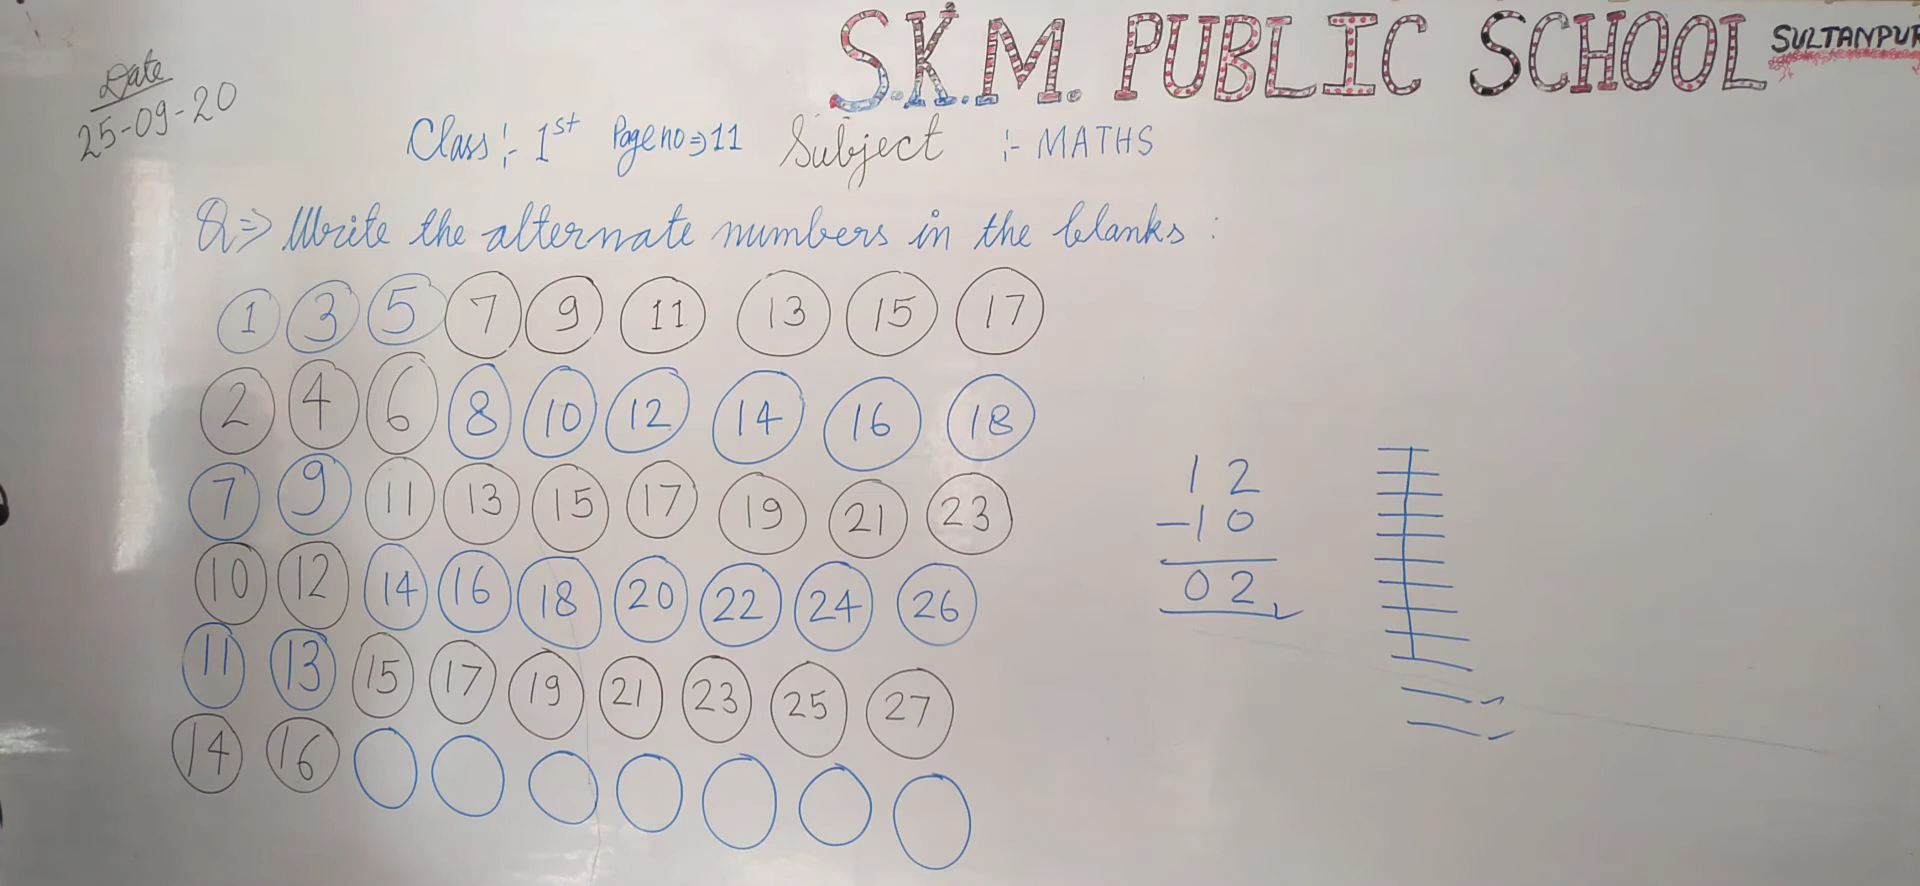 S.K.M. PUBLIC SCHOOL SULTANPUR
Date
25-09-20
Class :- 1st Page no⇒11 Subject :- MATHS
Q⇒ Write the alternate numbers in the blanks :
1 3 5 7 9 11 13 15 17
2 4 6 8 10 12 14 16 18
7 9 11 13 15 17 19 21 23
10 12 14 16 18 20 22 24 26
11 13 15 17 19 21 23 25 27
14 16
12
-10
02